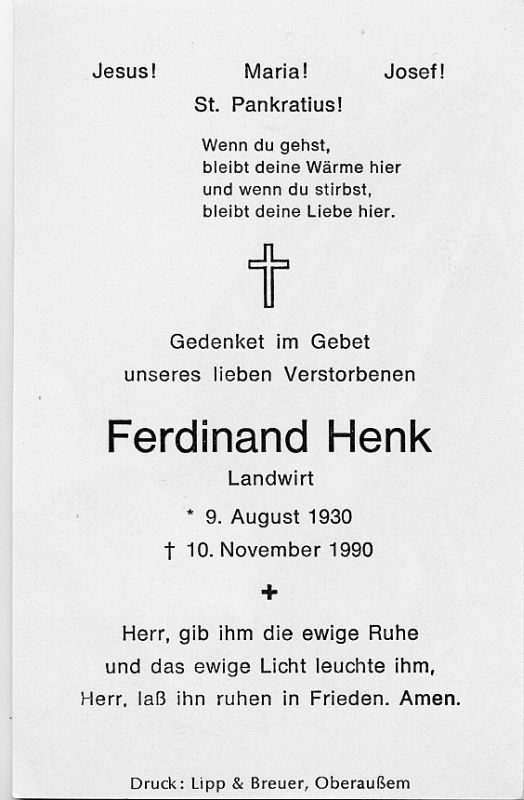 Jesus! Maria! Josef!
St. Pankratius!
Wenn du gehst,
bleibt deine Wärme hier
und wenn du stirbst,
bleibt deine Liebe hier.
Gedenket im Gebet
unseres lieben Verstorbenen
Ferdinand Henk
Landwirt
* 9. August 1930
† 10. November 1990
Herr, gib ihm die ewige Ruhe
und das ewige Licht leuchte ihm,
Herr, laß ihn ruhen in Frieden. Amen.
Druck: Lipp & Breuer, Oberaußem